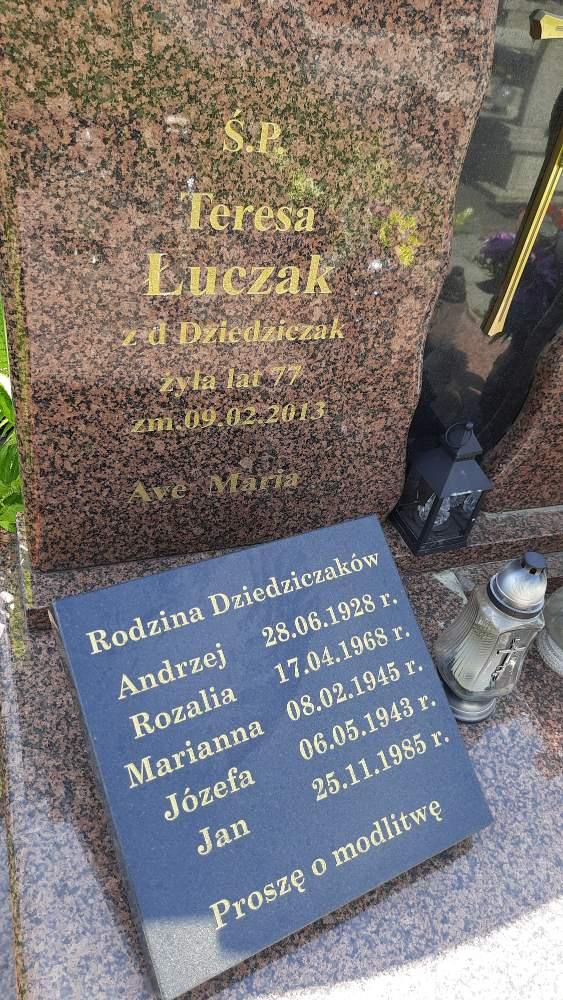 Ś.P.
Teresa
Łuczak
z d Dziedziczak
żyła lat 77
zm.09.02.2013
Ave Maria
Rodzina Dziedziczaków
Andrzej 28.06.1928 r.
Rozalia 17.04.1968 r.
Marianna 08.02.1945 r.
Józefa 06.05.1943 r.
Jan 25.11.1985 r.
Proszę o modlitwę